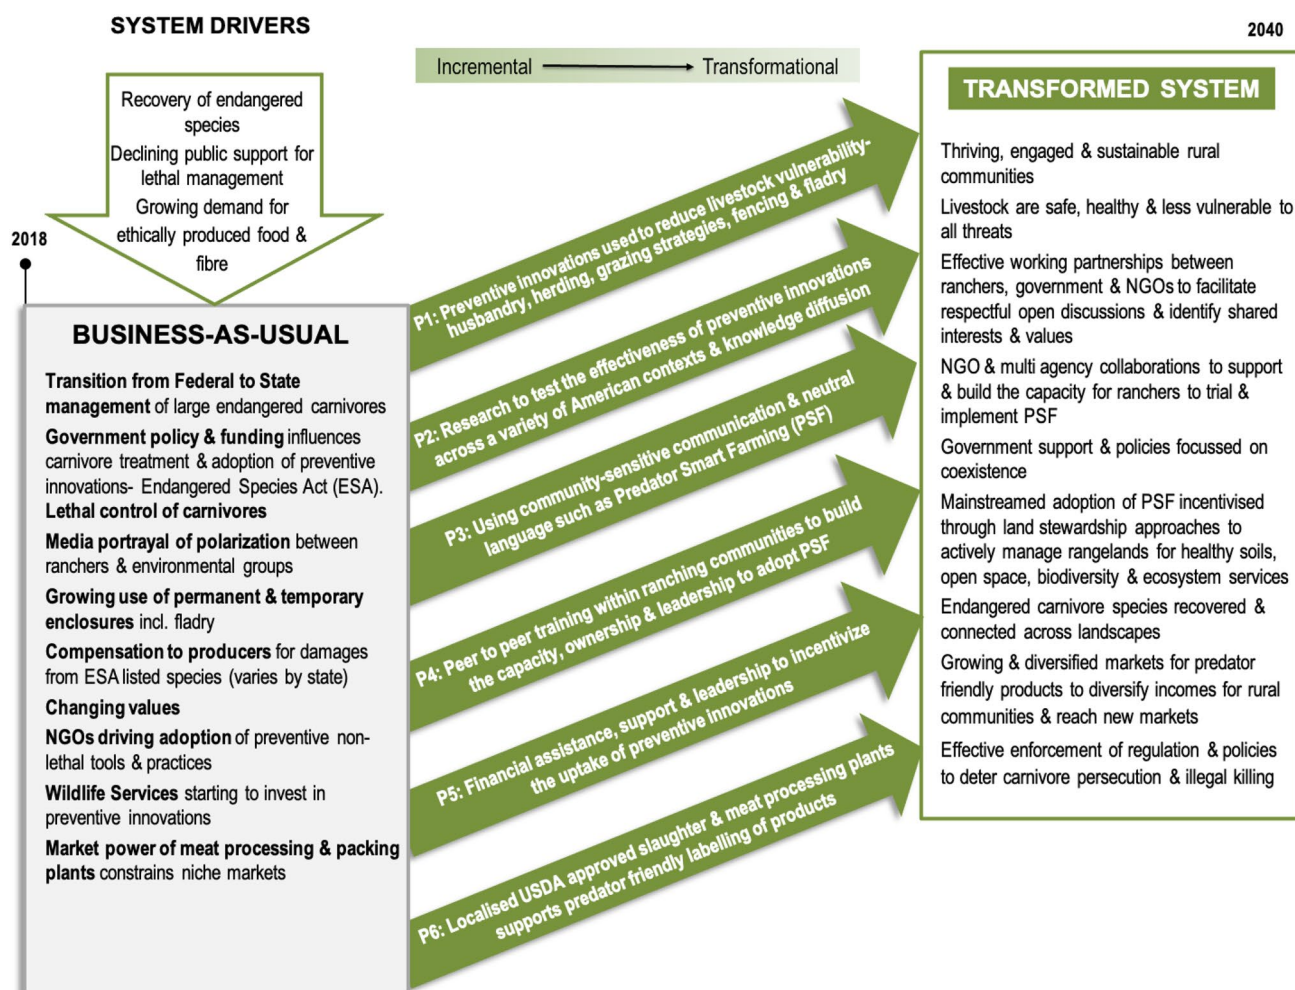 SYSTEM DRIVERS
Recovery of endangered
species
Declining public support for
lethal management
Growing demand for
ethically produced food &
fibre
2018
BUSINESS-AS-USUAL
Transition from Federal to State
management of large endangered carnivores
Government policy & funding influences
carnivore treatment & adoption of preventive
innovations- Endangered Species Act (ESA).
Lethal control of carnivores
Media portrayal of polarization between
ranchers & environmental groups
Growing use of permanent & temporary
enclosures incl. fladry
Compensation to producers for damages
from ESA listed species (varies by state)
Changing values
NGOs driving adoption of preventive non-
lethal tools & practices
Wildlife Services starting to invest in
preventive innovations
Market power of meat processing & packing
plants constrains niche markets
Incremental
Transformational
P1: Preventive innovations used to reduce livestock vulnerability-
husbandry, herding, grazing strategies, fencing & fladry
P2: Research to test the effectiveness of preventive innovations
across a variety of American contexts & knowledge diffusion
P3: Using community-sensitive communication & neutral
language such as Predator Smart Farming (PSF)
P4: Peer to peer training within ranching communities to build
the capacity, ownership & leadership to adopt PSF
P5: Financial assistance, support & leadership to incentivize
the uptake of preventive innovations
P6: Localised USDA approved slaughter & meat processing plants
supports predator friendly labelling of products
2040
TRANSFORMED SYSTEM
Thriving, engaged & sustainable rural
communities
Livestock are safe, healthy & less vulnerable to
all threats
Effective working partnerships between
ranchers, government & NGOs to facilitate
respectful open discussions & identify shared
interests & values
NGO & multi agency collaborations to support
& build the capacity for ranchers to trial &
implement PSF
Government support & policies focussed on
coexistence
Mainstreamed adoption of PSF incentivised
through land stewardship approaches to
actively manage rangelands for healthy soils,
open space, biodiversity & ecosystem services
Endangered carnivore species recovered &
connected across landscapes
Growing & diversified markets for predator
friendly products to diversify incomes for rural
communities & reach new markets
Effective enforcement of regulation & policies
to deter carnivore persecution & illegal killing